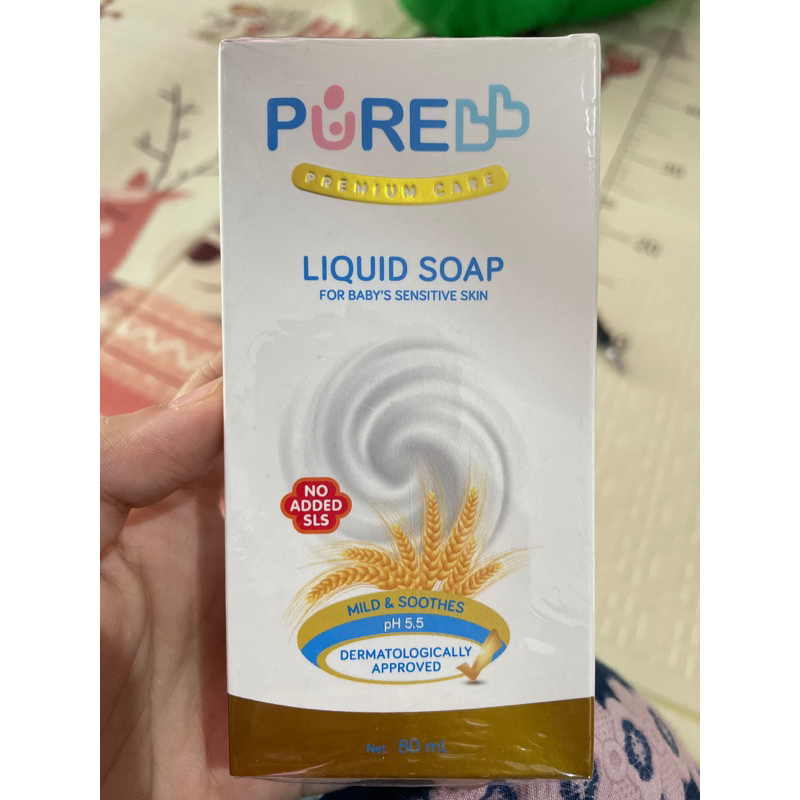 PUREBB
PREMIUM CARE
LIQUID SOAP
FOR BABY'S SENSITIVE SKIN
NO
ADDED
SLS
MILD & SOOTHES
pH 5.5
DERMATOLOGICALLY
APPROVED
Net 80 mL